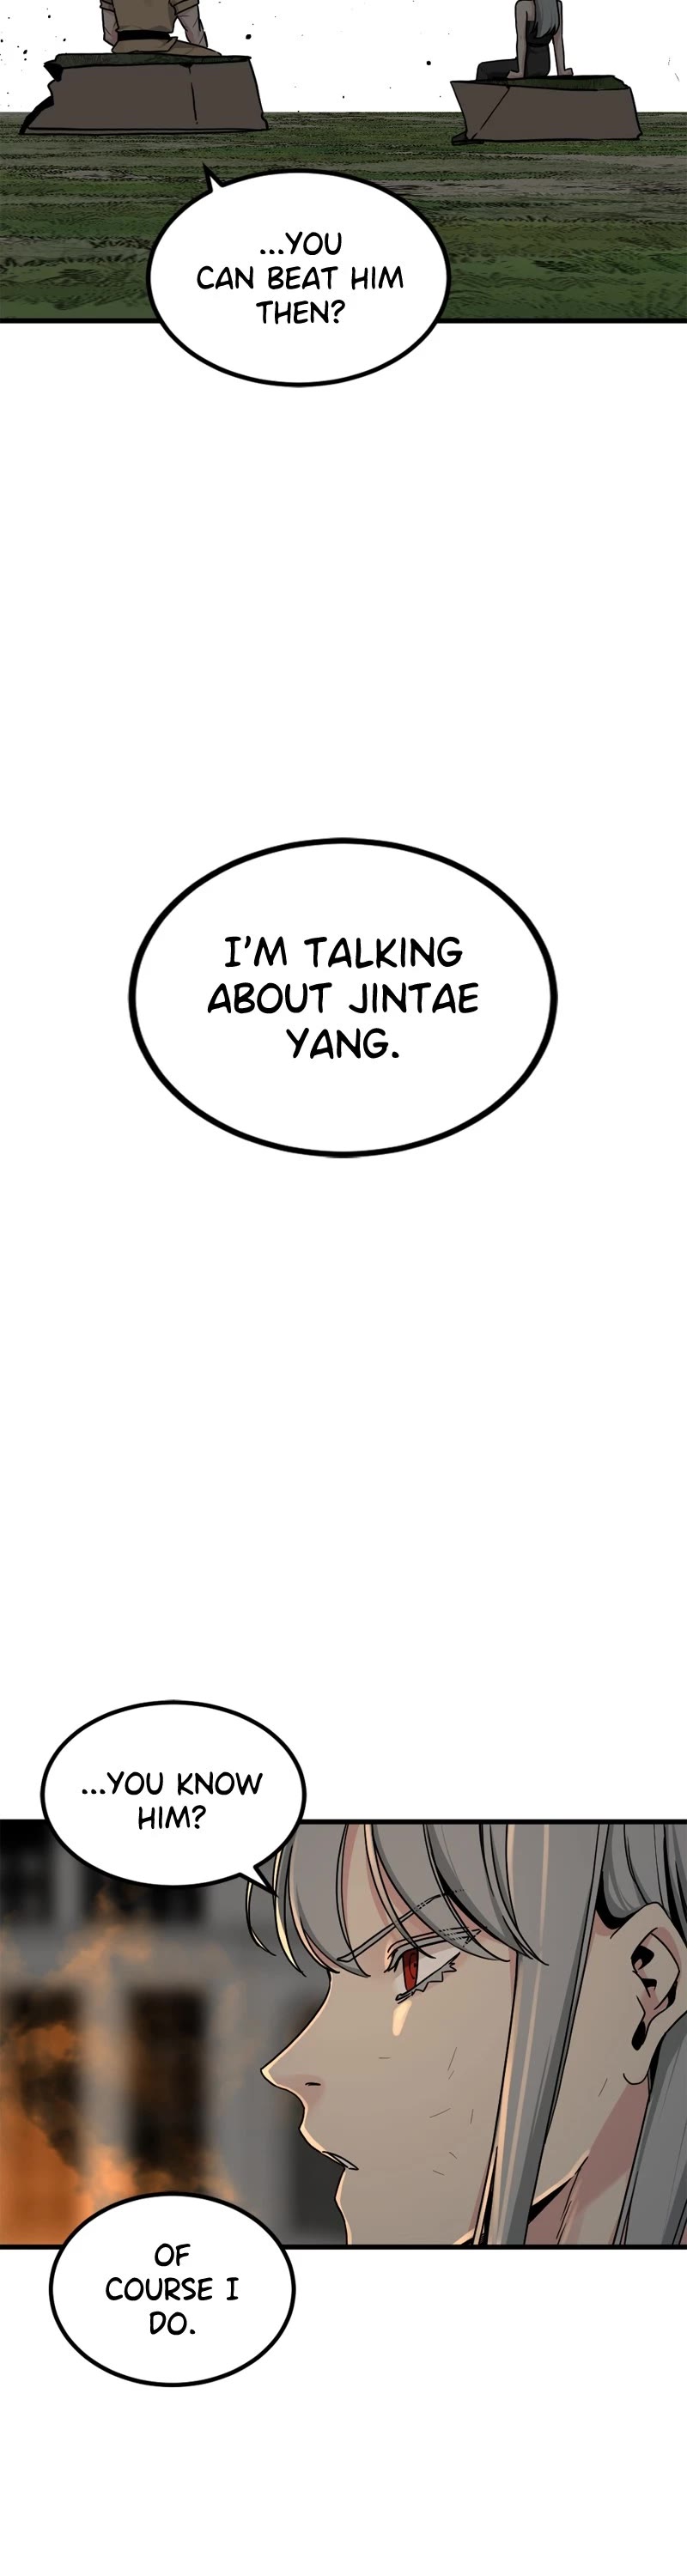 ...YOU
CAN BEAT HIM
THEN?
I'M TALKING
ABOUT JINTAE
YANG.
...YOU KNOW
HIM?
OF
COURSE I
DO.